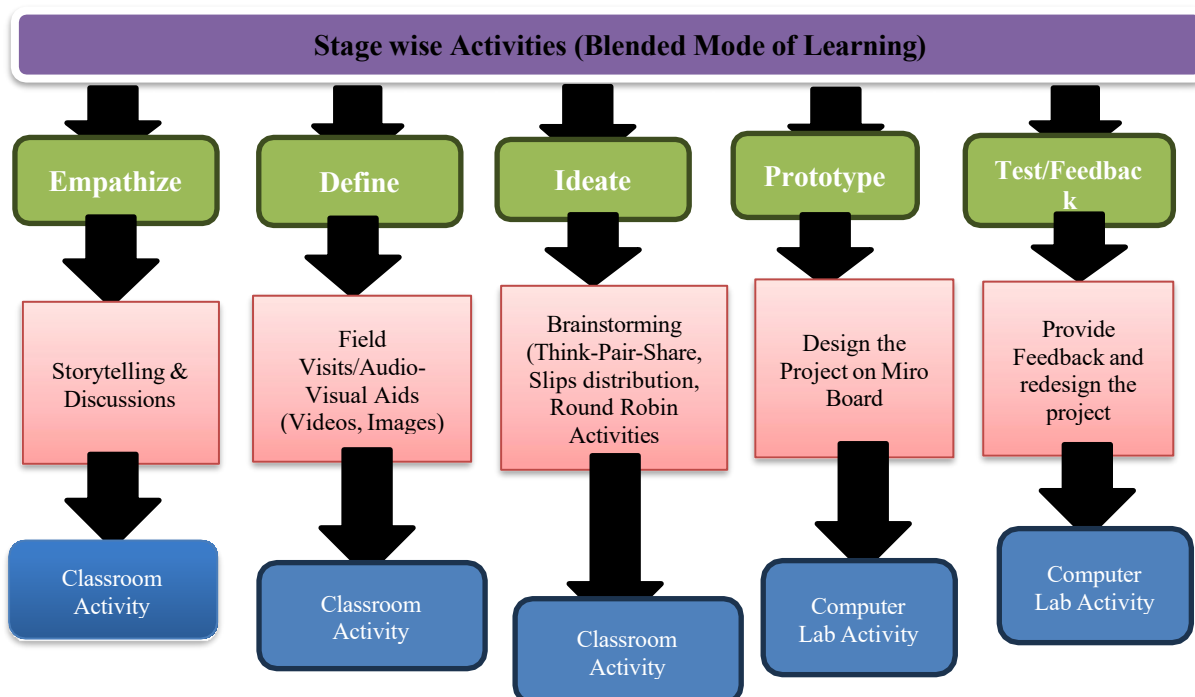 Stage wise Activities (Blended Mode of Learning)
Empathize
Define
Ideate
Prototype
Test/Feedbac
k
Storytelling &
Discussions
Field
Visits/Audio-
Visual Aids
(Videos, Images)
Brainstorming
(Think-Pair-Share,
Slips distribution,
Round Robin
Activities
Design the
Project on Miro
Board
Provide
Feedback and
redesign the
project
Classroom
Activity
Classroom
Activity
Classroom
Activity
Computer
Lab Activity
Computer
Lab Activity